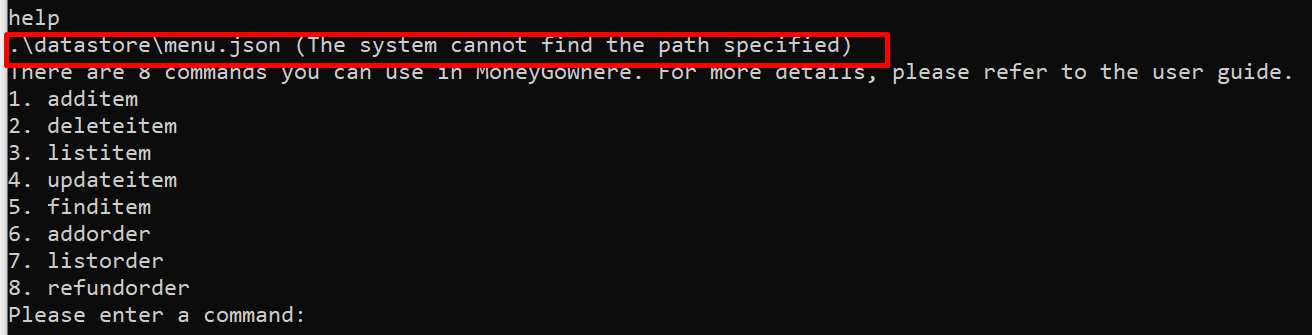 help
.\datastore\menu.json (The system cannot find the path specified)
There are 8 commands you can use in MoneyGoWhere. For more details, please refer to the user guide.
1. additem
2. deleteitem
3. listitem
4. updateitem
5. finditem
6. addorder
7. listorder
8. refundorder
Please enter a command: